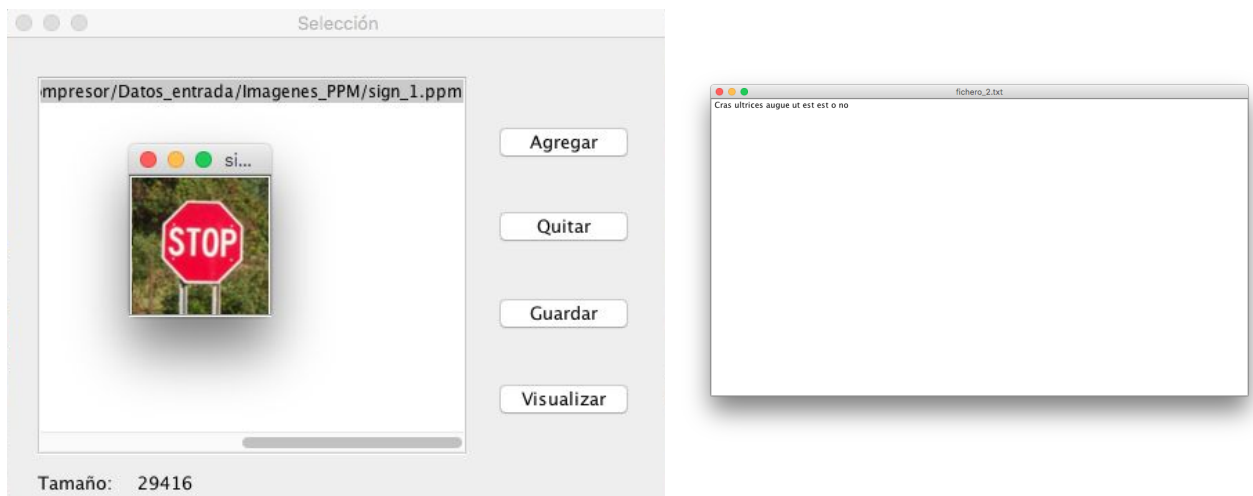 Selección
ompresor/Datos_entrada/Imagenes_PPM/sign_1.ppm
si...
STOP
Agregar
Quitar
Guardar
Visualizar
Tamaño: 29416
fichero_2.txt
Cras ultrices augue ut est est o no